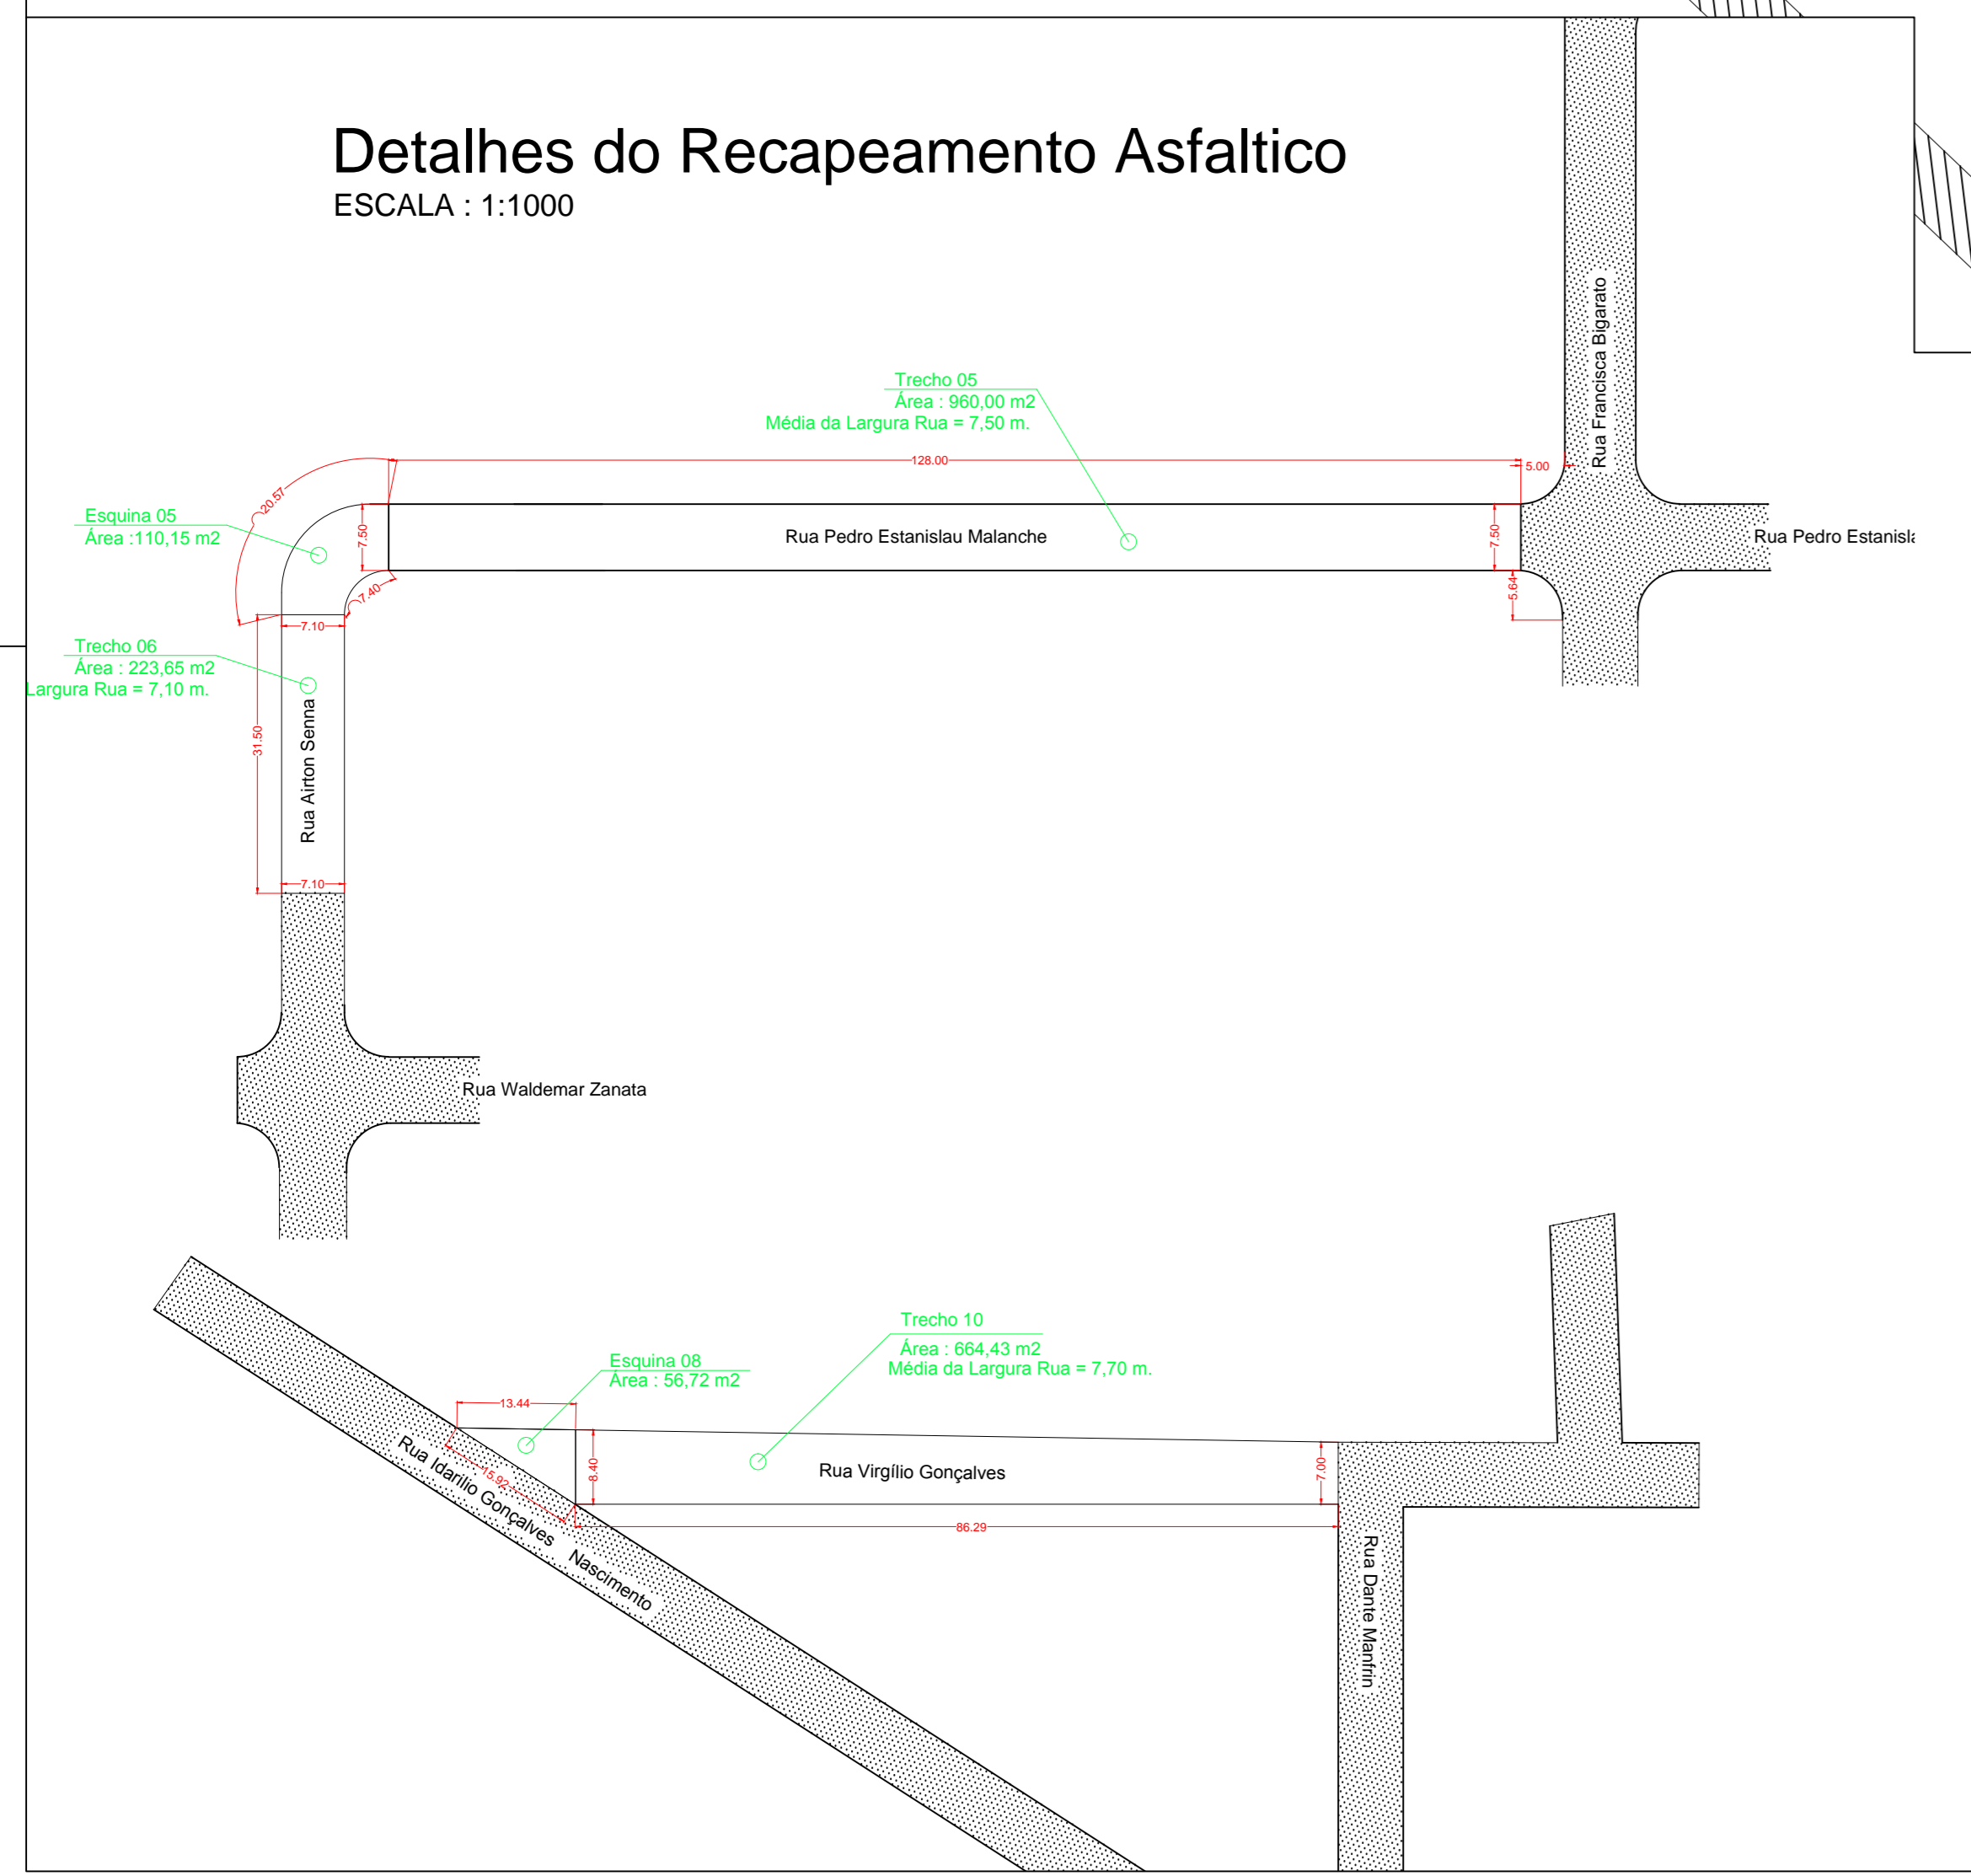 Detalhes do Recapeamento Asfaltico
ESCALA : 1:1000
Rua Francisca Bigarato
Trecho 05
Área : 960,00 m2
Média da Largura Rua = 7,50 m.
128.00
5.00
20.57
Esquina 05
Área :110,15 m2
7.50
Rua Pedro Estanislau Malanche
7.50
Rua Pedro Estanisla
7.40
5.64
7.10
Trecho 06
Área : 223,65 m2
Largura Rua = 7,10 m.
31.50
Rua Airton Senna
7.10
Rua Waldemar Zanata
Trecho 10
Área : 664,43 m2
Média da Largura Rua = 7,70 m.
Esquina 08
Área : 56,72 m2
13.44
15.92
8.40
Rua Virgílio Gonçalves
7.00
86.29
Rua Idarilio Gonçalves Nascimento
Rua Dante Manfrin